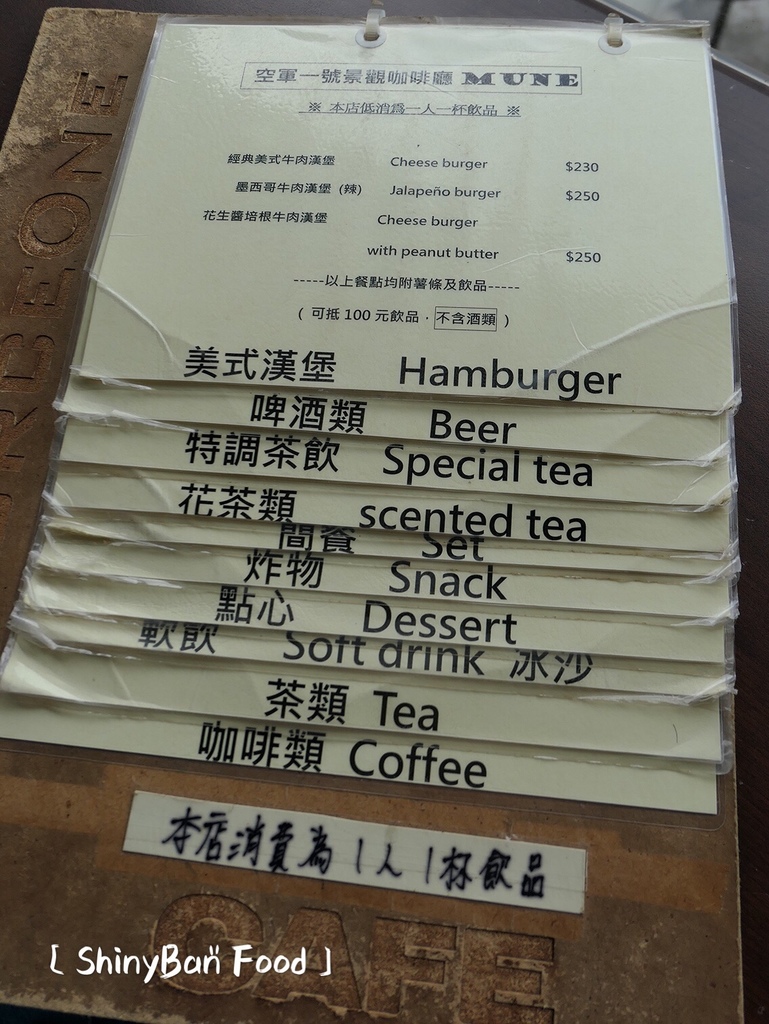 空軍一號景觀咖啡廳 MUNE
※ 本店低消為一人一杯飲品 ※
經典美式牛肉漢堡 Cheese burger $230
墨西哥牛肉漢堡（辣） Jalapeño burger $250
花生醬培根牛肉漢堡 Cheese burger
with peanut butter $250
-----以上餐點均附薯條及飲品-----
（ 可抵 100 元飲品，不含酒類 ）
美式漢堡 Hamburger
啤酒類 Beer
特調茶飲 Special tea
花茶類 scented tea
間餐 Set
炸物 Snack
點心 Dessert
軟飲 Soft drink 冰沙
茶類 Tea
咖啡類 Coffee
本店消費為1人1杯飲品
CAFE
[ ShinyBan Food ]